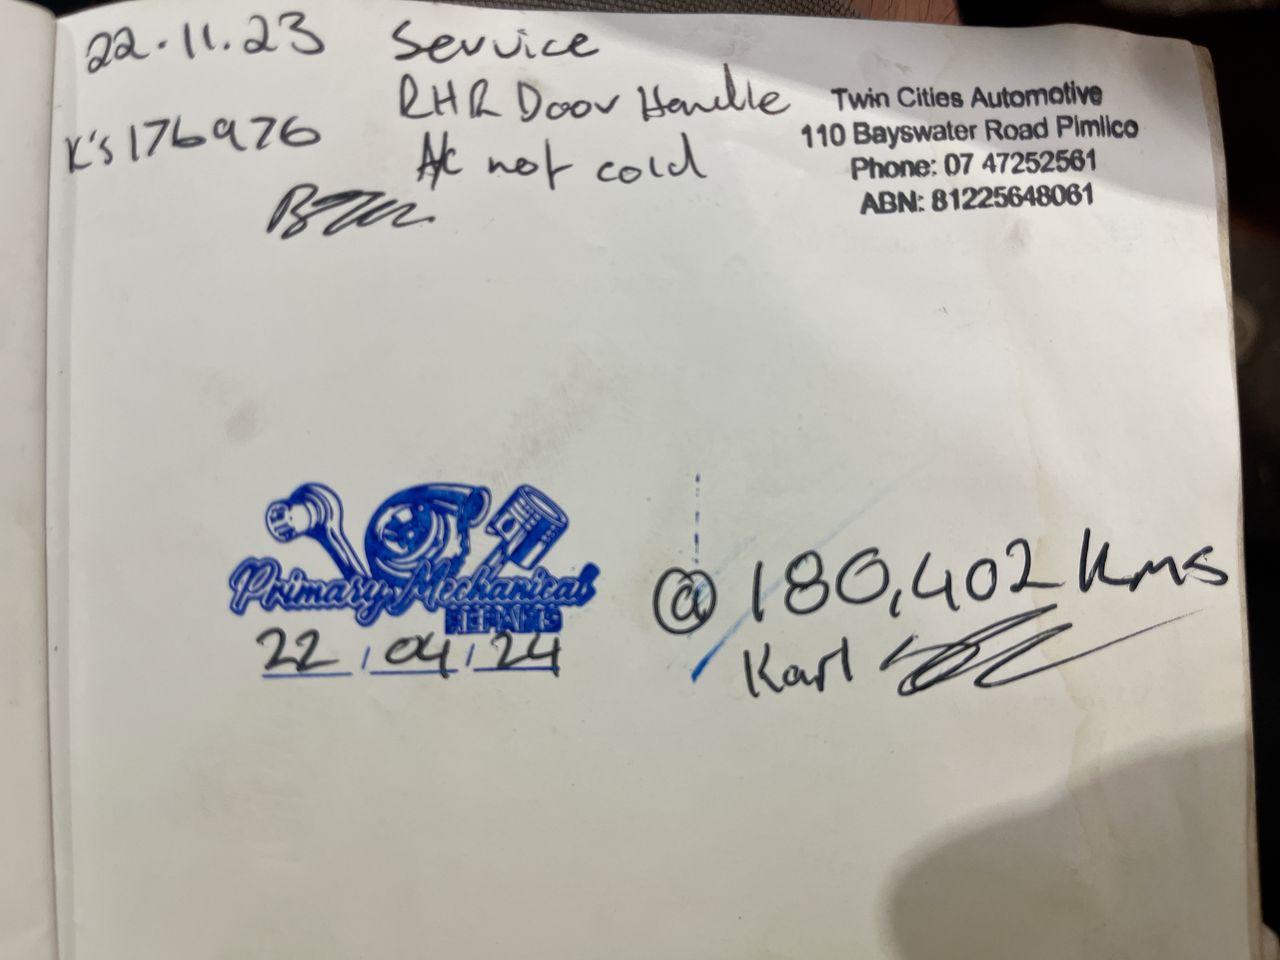 22.11.23 Service
RHR Door Handle
K's 176976
A/C not cold
Twin Cities Automotive
110 Bayswater Road Pimlico
Phone: 07 47252561
ABN: 81225648061
Primary Mechanical
REPAIRS
22/04/24
@ 180,402 kms
Karl